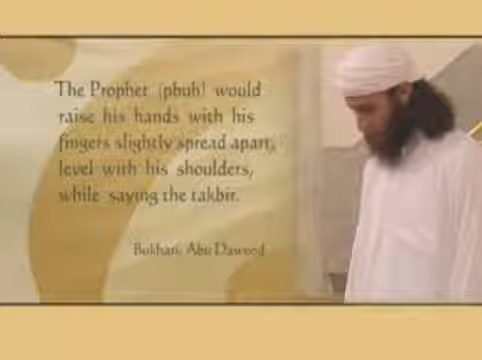 The Prophet (pbuh) would
raise his hands with his
fingers slightly spread apart,
level with his shoulders,
while saying the takbir.
Bukhari, Abu Dawood